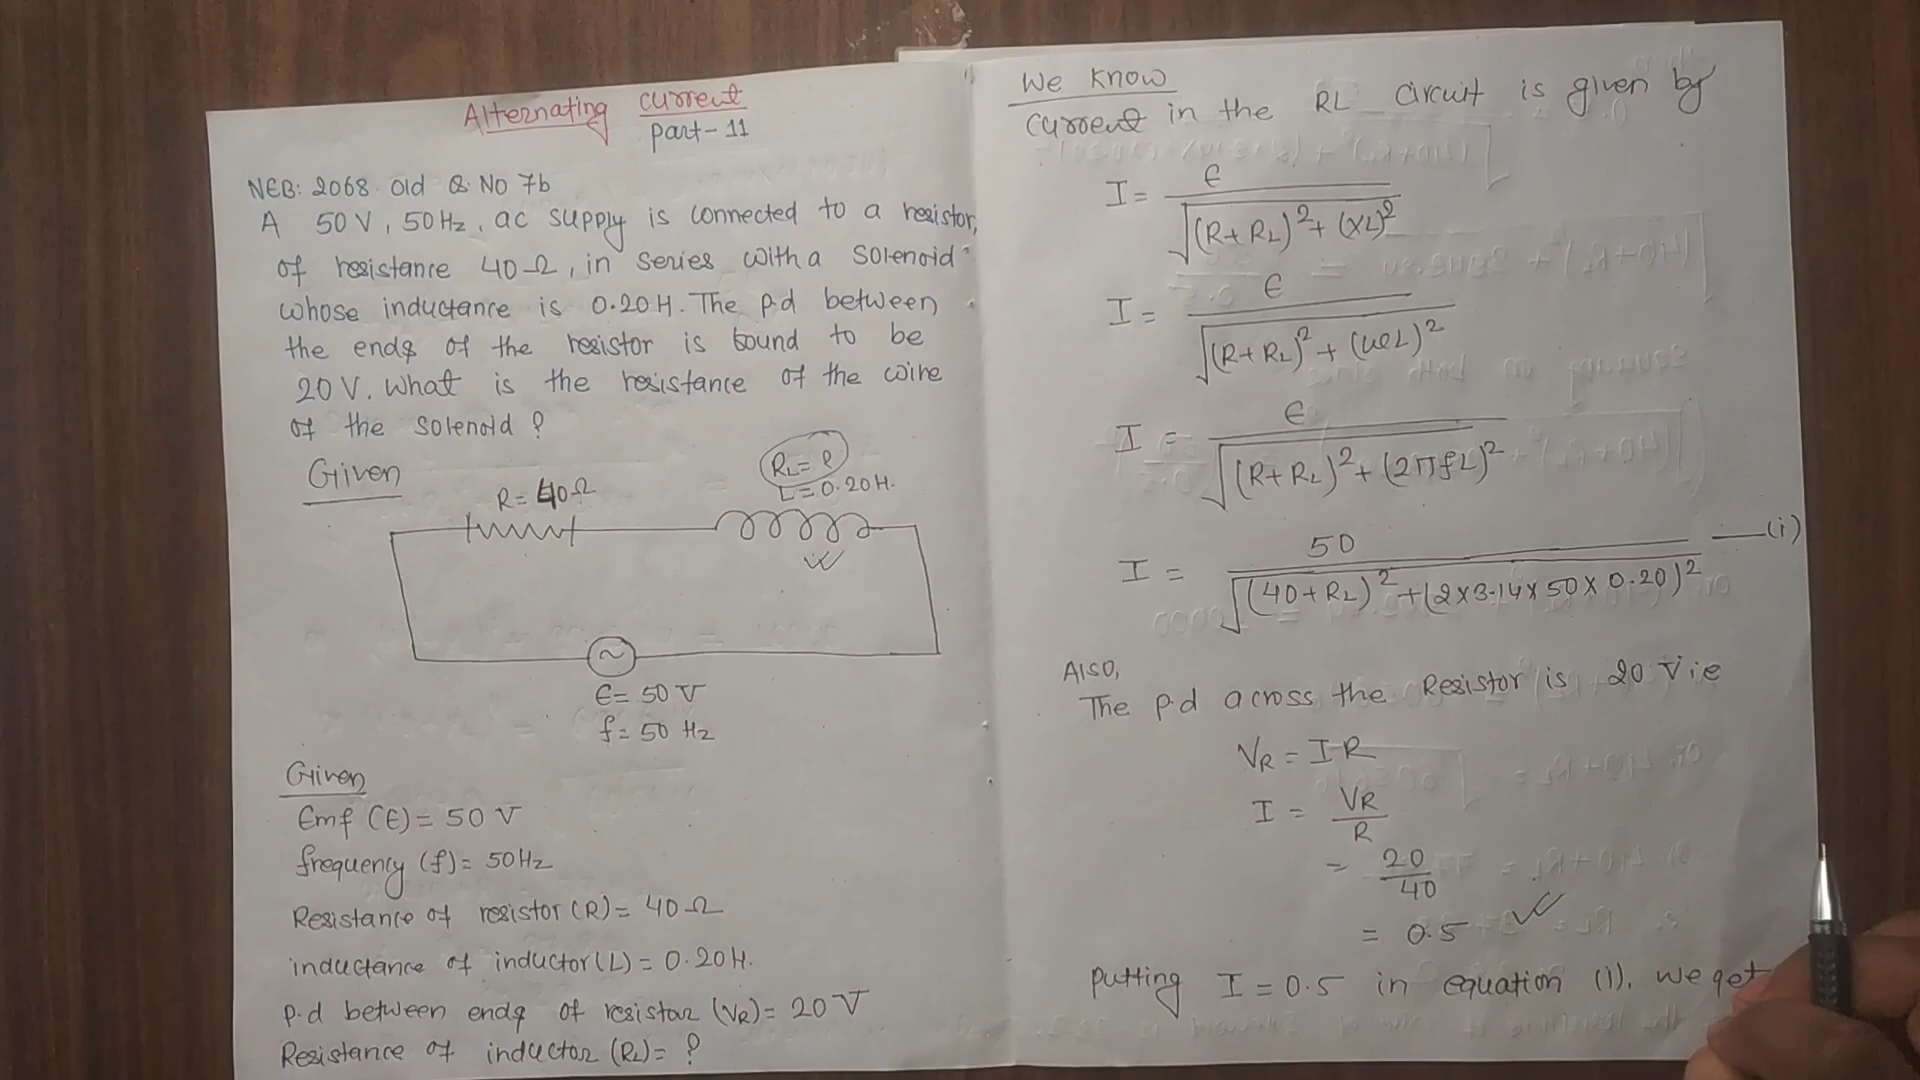 Alternating current
part-11
NEB: 2068 old Q. NO 7b
A 50 V, 50 Hz, ac supply is connected to a resistor,
of resistance 40 Ω, in series with a solenoid
whose inductance is 0.20 H. The p.d between
the ends of the resistor is found to be
20 V. What is the resistance of the wire
of the solenoid ?
Given
RL = ?
R = 40 Ω
L = 0.20 H.
E = 50 V
f = 50 Hz
Given
Emf (E) = 50 V
frequency (f) = 50 Hz
Resistance of resistor (R) = 40 Ω
inductance of inductor (L) = 0.20 H.
p.d between ends of resistor (VR) = 20 V
Resistance of inductor (RL) = ?
We know
current in the RL circuit is given by
I = E / √((R+RL)² + (XL)²)
I = E / √((R+RL)² + (ωL)²)
I = E / √((R+RL)² + (2πfL)²)
I = 50 / √((40+RL)² + (2×3.14×50×0.20)²) —(i)
Also,
The p.d across the Resistor is 20 V i.e
VR = IR
I = VR / R
= 20 / 40
= 0.5
putting I = 0.5 in equation (i), we get